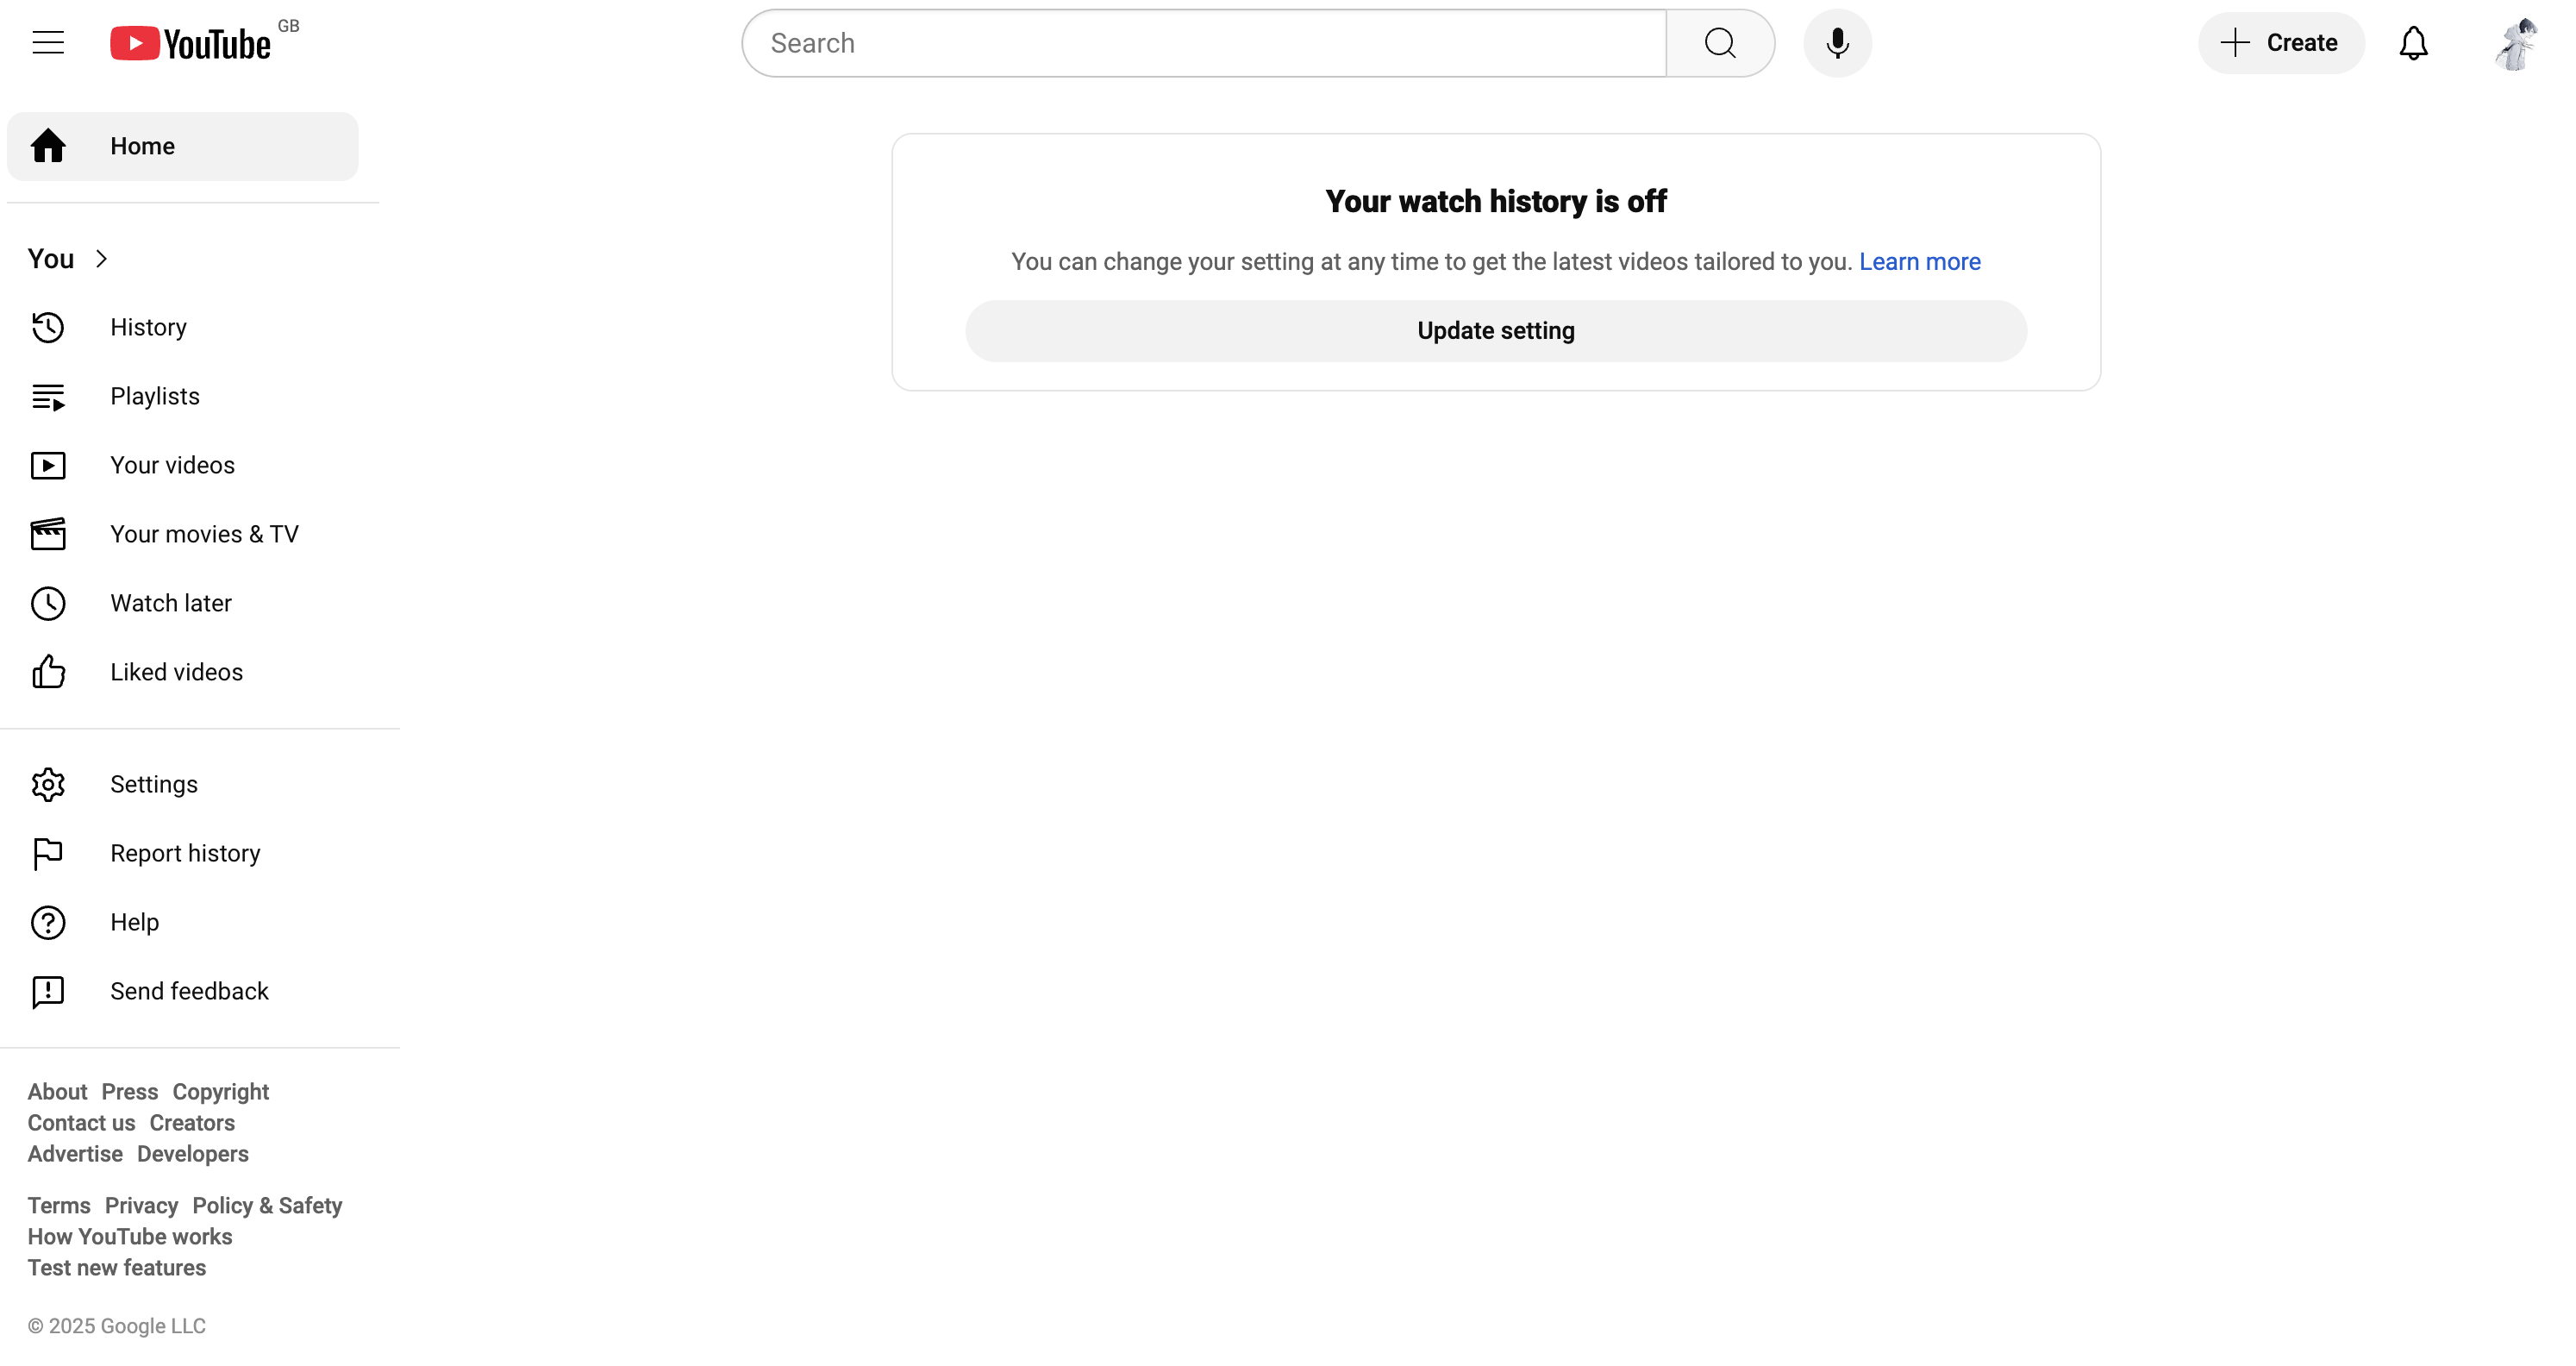 YouTube GB
Search
Create
Home
You
History
Playlists
Your videos
Your movies & TV
Watch later
Liked videos
Settings
Report history
Help
Send feedback
About Press Copyright
Contact us Creators
Advertise Developers
Terms Privacy Policy & Safety
How YouTube works
Test new features
© 2025 Google LLC
Your watch history is off
You can change your setting at any time to get the latest videos tailored to you. Learn more
Update setting